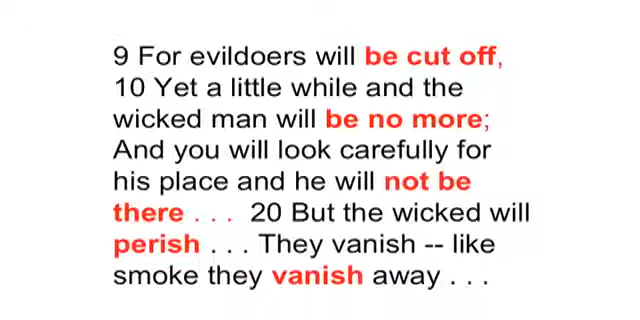 9 For evildoers will be cut off,
10 Yet a little while and the
wicked man will be no more;
And you will look carefully for
his place and he will not be
there . . .  20 But the wicked will
perish . . . They vanish -- like
smoke they vanish away . . .